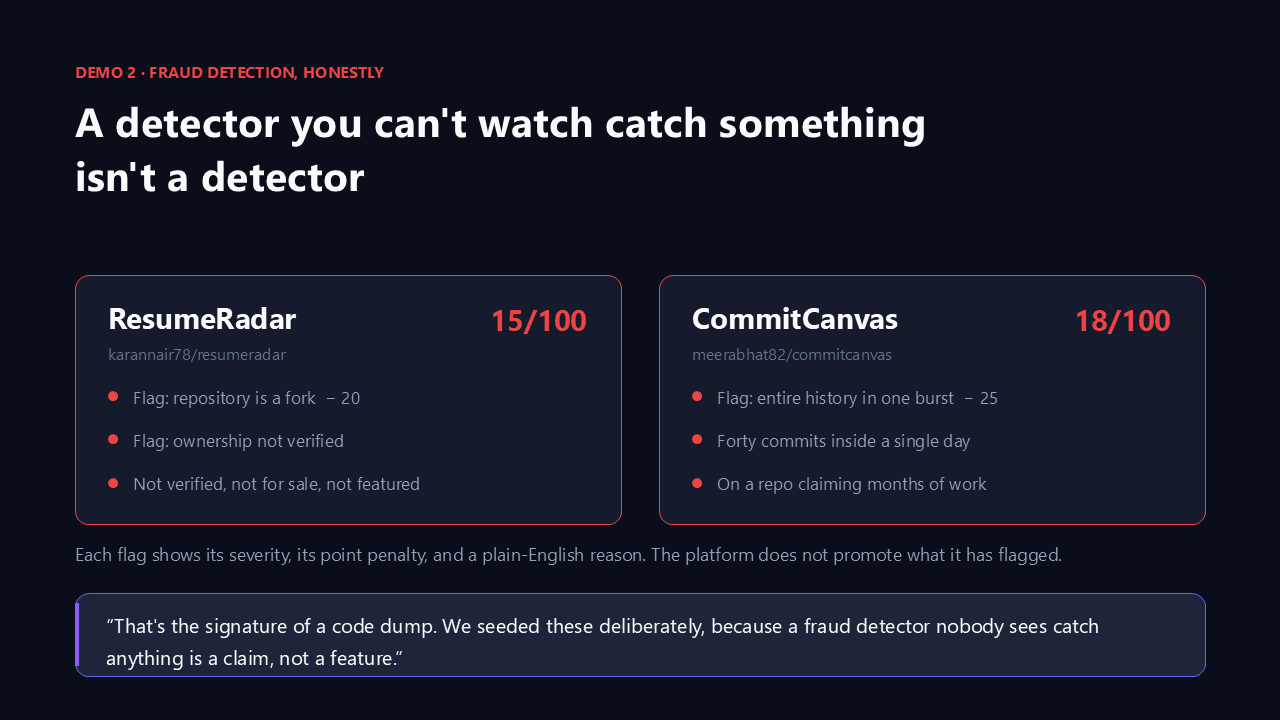 DEMO 2 · FRAUD DETECTION, HONESTLY
A detector you can't watch catch something
isn't a detector
ResumeRadar
15/100
karannair78/resumeradar
Flag: repository is a fork − 20
Flag: ownership not verified
Not verified, not for sale, not featured
CommitCanvas
18/100
meerabhat82/commitcanvas
Flag: entire history in one burst − 25
Forty commits inside a single day
On a repo claiming months of work
Each flag shows its severity, its point penalty, and a plain-English reason. The platform does not promote what it has flagged.
“That's the signature of a code dump. We seeded these deliberately, because a fraud detector nobody sees catch
anything is a claim, not a feature.”